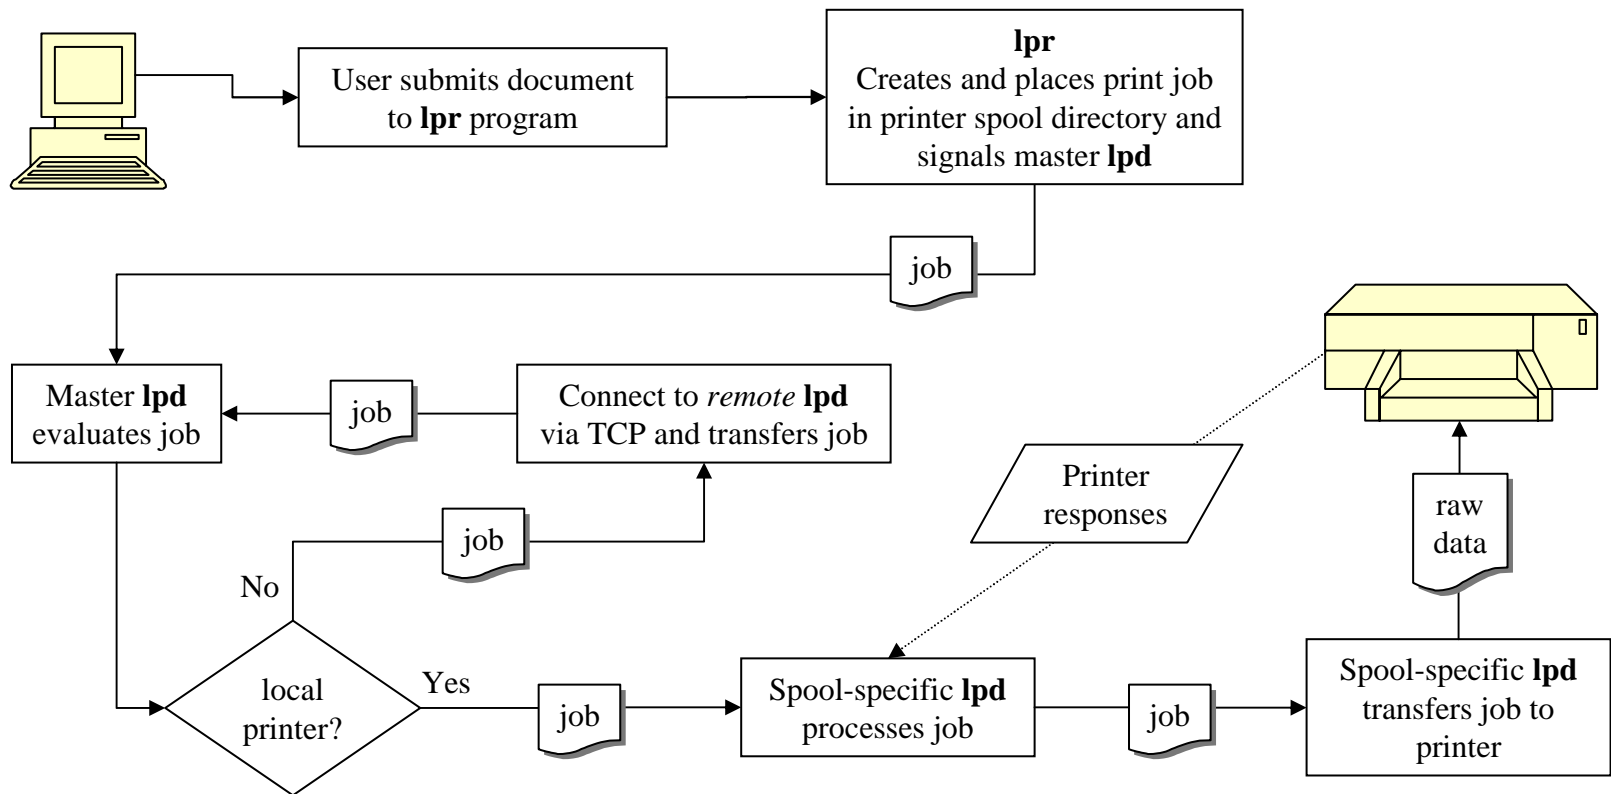 User submits document
to lpr program
lpr
Creates and places print job
in printer spool directory and
signals master lpd
job
Master lpd
evaluates job
job
Connect to remote lpd
via TCP and transfers job
Printer
responses
raw
data
job
No
local
printer?
Yes
job
Spool-specific lpd
processes job
job
Spool-specific lpd
transfers job to
printer